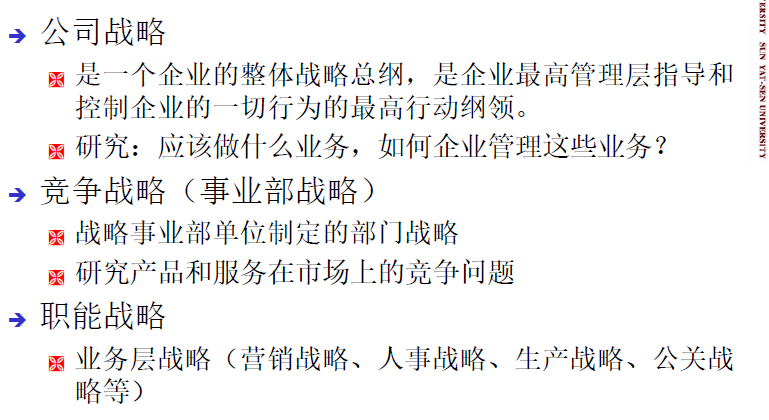 公司战略
是一个企业的整体战略总纲，是企业最高管理层指导和
控制企业的一切行为的最高行动纲领。
研究：应该做什么业务，如何企业管理这些业务？
竞争战略（事业部战略）
战略事业部单位制定的部门战略
研究产品和服务在市场上的竞争问题
职能战略
业务层战略（营销战略、人事战略、生产战略、公关战
略等）
ERSITY SUN YAT-SEN UNIVERSITY